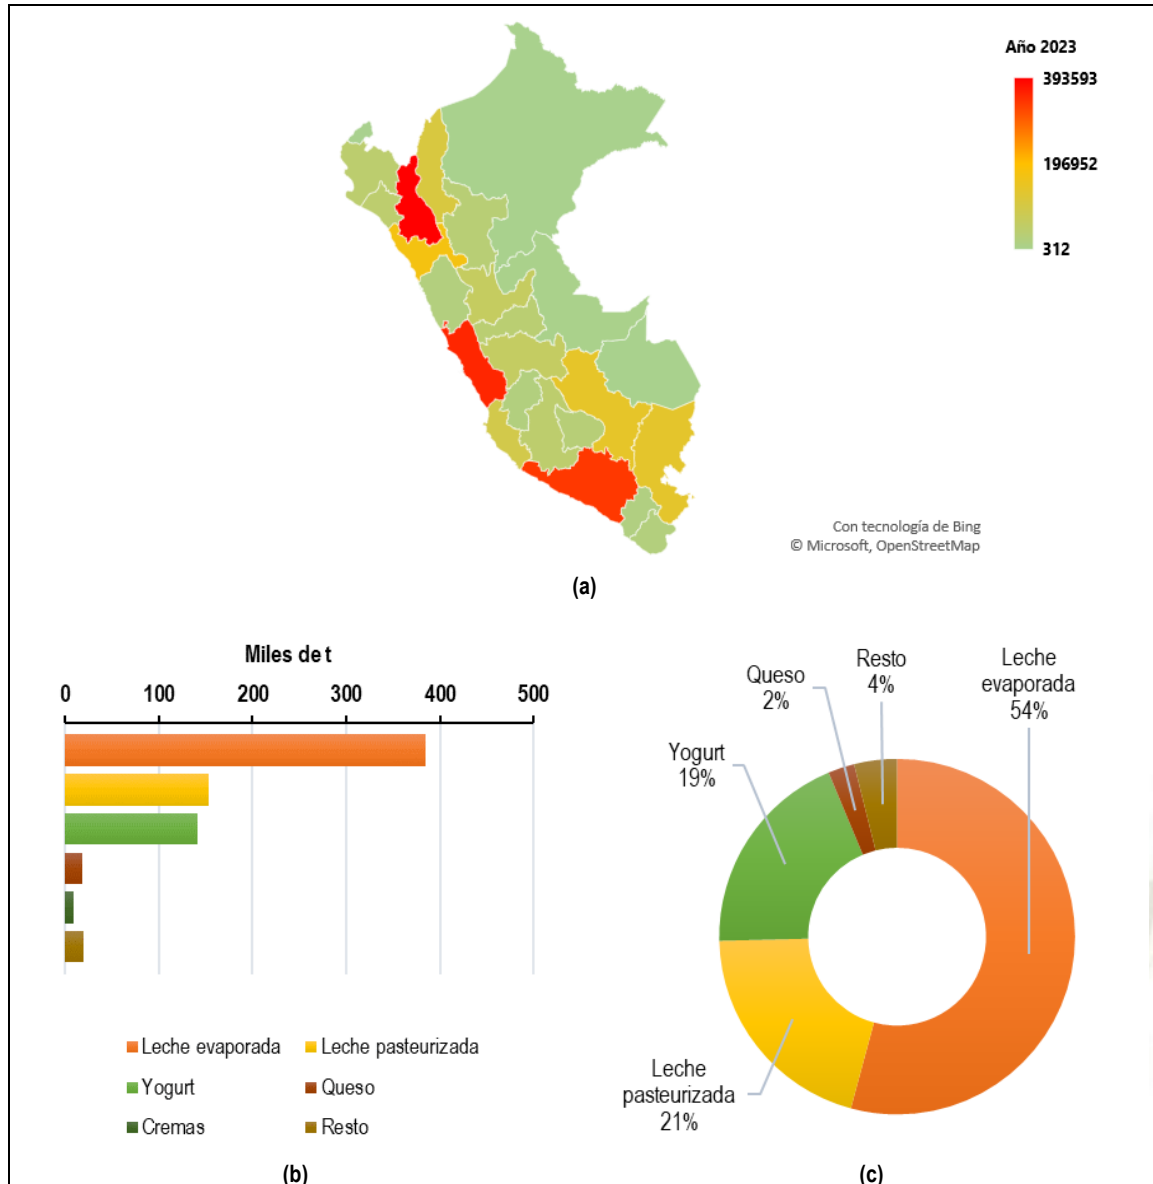 Año 2023
393593
196952
312
Con tecnología de Bing
© Microsoft, OpenStreetMap
(a)
Miles de t
0 100 200 300 400 500
Leche evaporada
Leche pasteurizada
Yogurt
Queso
Cremas
Resto
(b)
Resto
4%
Leche
evaporada
54%
Queso
2%
Yogurt
19%
Leche
pasteurizada
21%
(c)